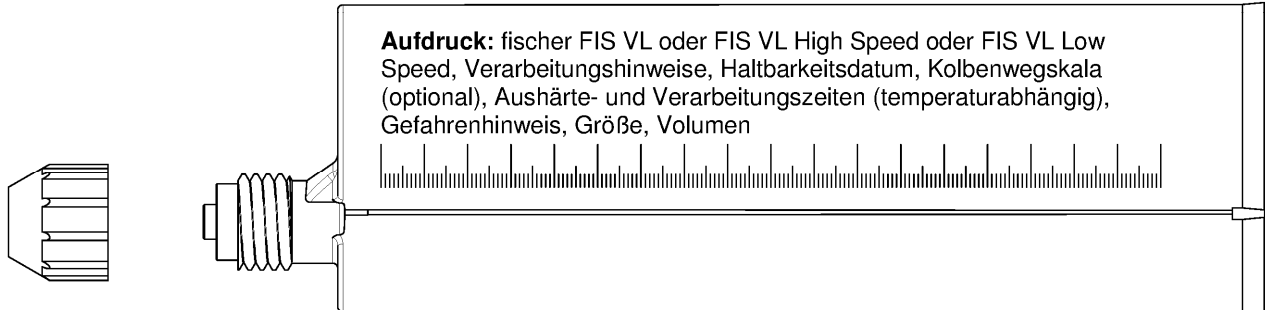 Aufdruck: fischer FIS VL oder FIS VL High Speed oder FIS VL Low
Speed, Verarbeitungshinweise, Haltbarkeitsdatum, Kolbenwegskala
(optional), Aushärte- und Verarbeitungszeiten (temperaturabhängig),
Gefahrenhinweis, Größe, Volumen